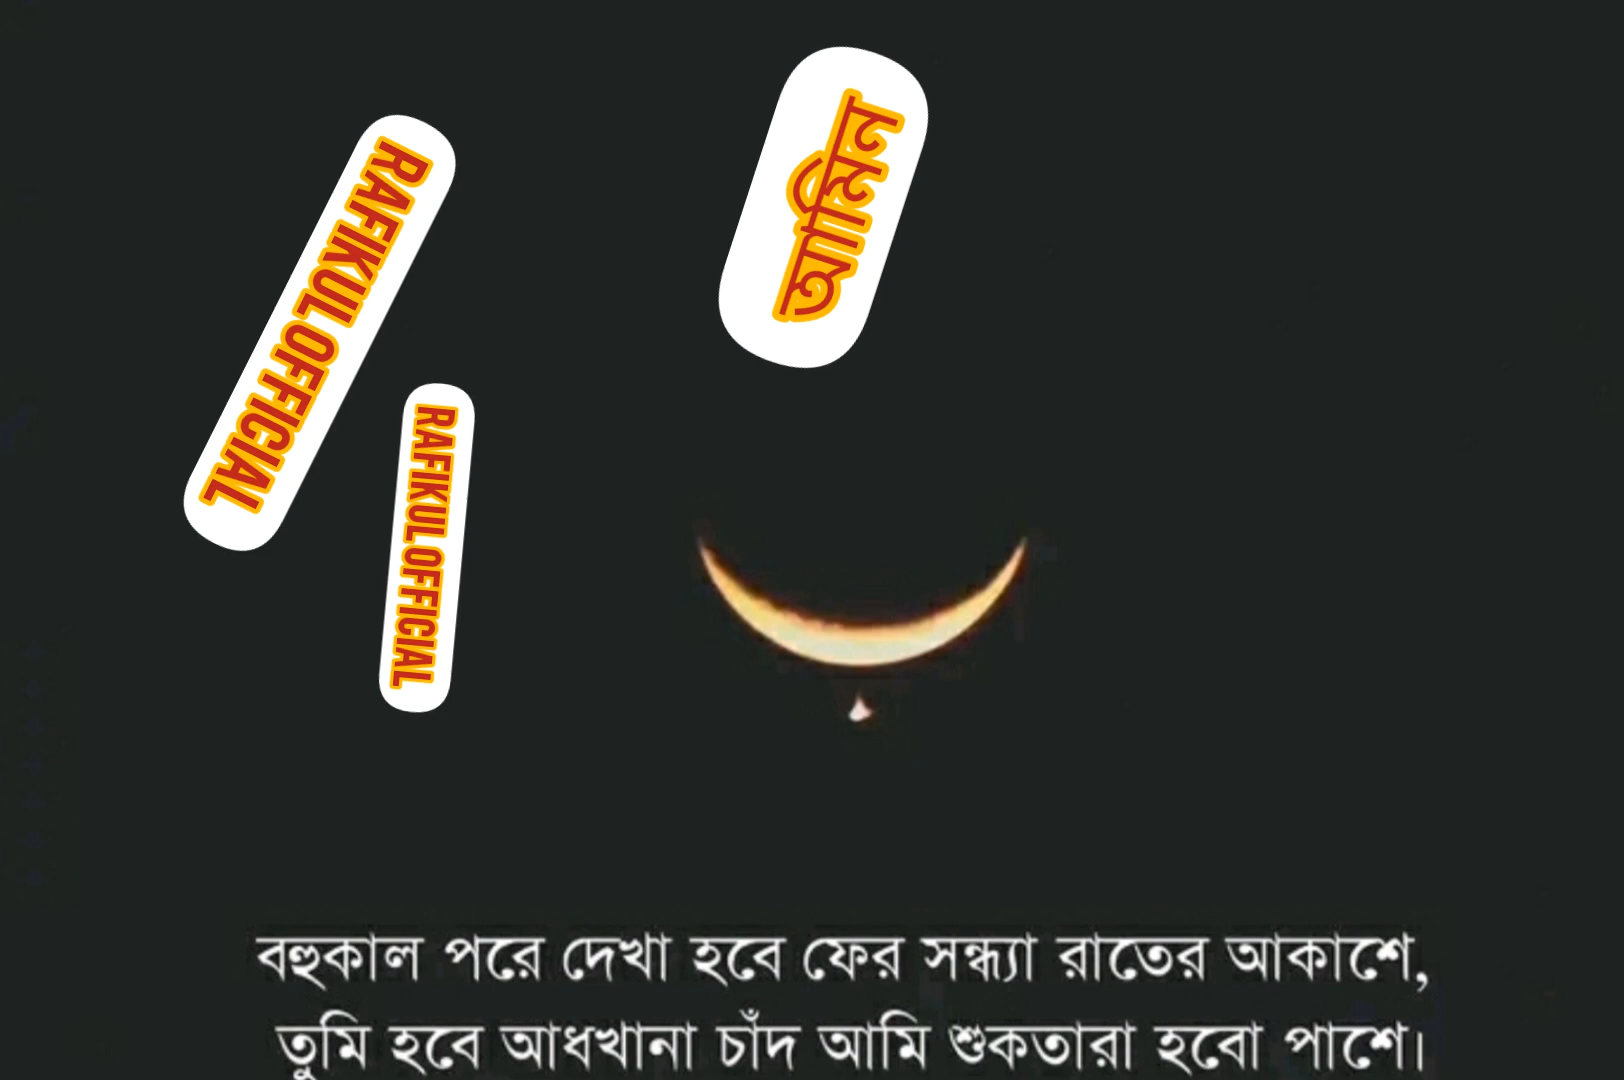 আমিন
RAFIKUL OFFICIAL
RAFIKUL OFFICIAL
বহুকাল পরে দেখা হবে ফের সন্ধ্যা রাতের আকাশে,
তুমি হবে আধখানা চাঁদ আমি শুকতারা হবো পাশে।